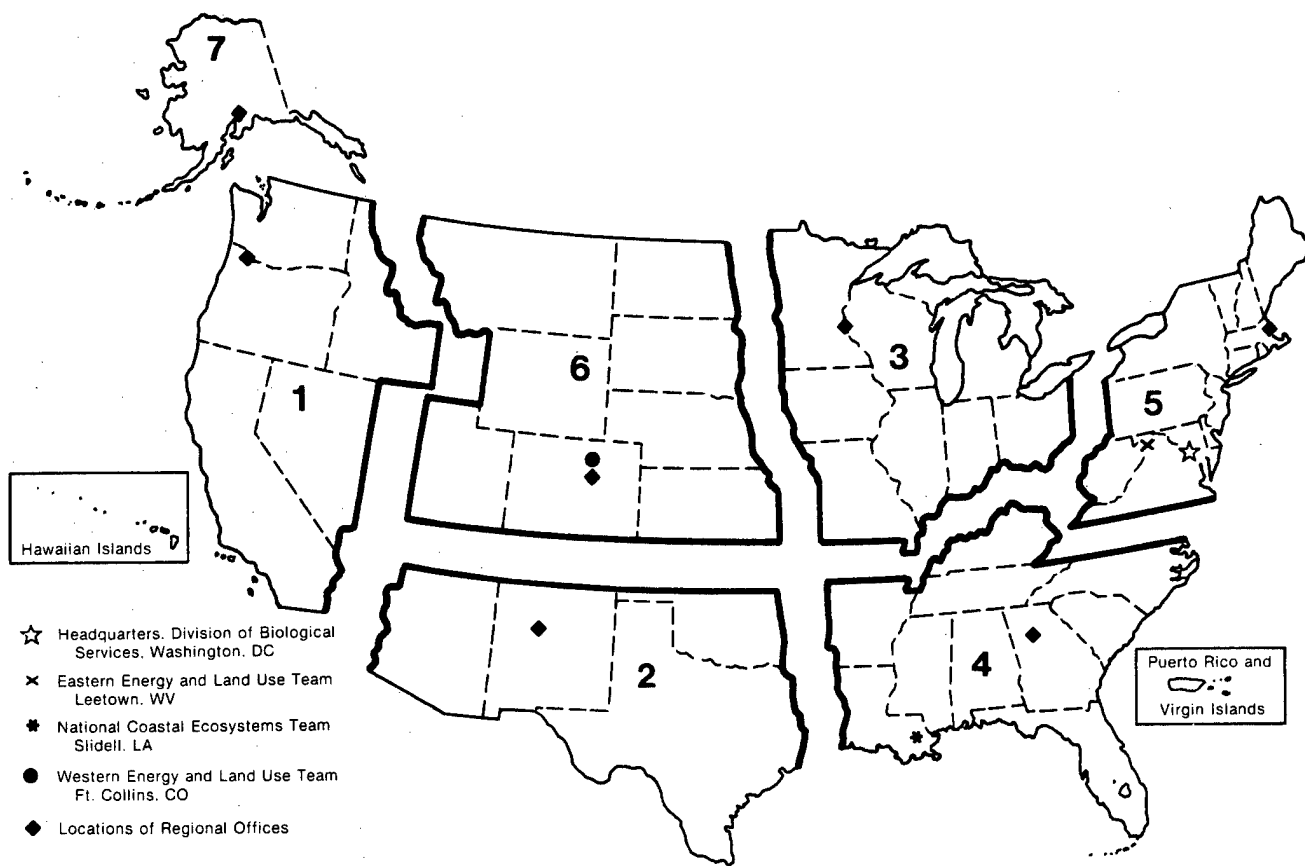 7
6
3
1
5
Hawaiian Islands
2
4
Puerto Rico and
Virgin Islands
Headquarters. Division of Biological
Services, Washington, DC
Eastern Energy and Land Use Team
Leetown, WV
National Coastal Ecosystems Team
Slidell, LA
Western Energy and Land Use Team
Ft. Collins, CO
Locations of Regional Offices